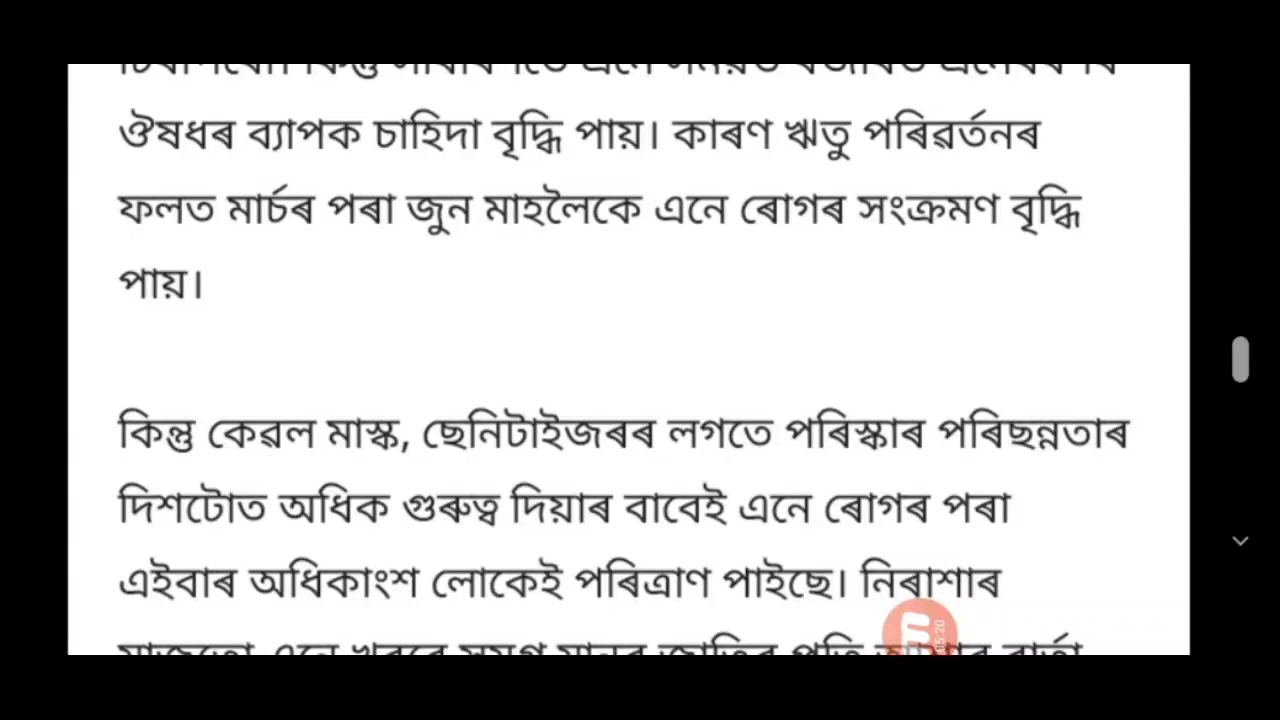 ঔষধৰ ব্যাপক চাহিদা বৃদ্ধি পায়। কাৰণ ঋতু পৰিৱৰ্তনৰ
ফলত মাৰ্চৰ পৰা জুন মাহলৈকে এনে ৰোগৰ সংক্ৰমণ বৃদ্ধি
পায়।
কিন্তু কেৱল মাস্ক, ছেনিটাইজৰৰ লগতে পৰিস্কাৰ পৰিছন্নতাৰ
দিশটোত অধিক গুৰুত্ব দিয়াৰ বাবেই এনে ৰোগৰ পৰা
এইবাৰ অধিকাংশ লোকেই পৰিত্ৰাণ পাইছে। নিৰাশাৰ